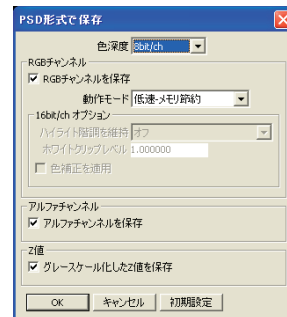 PSD形式で保存
色深度 8bit/ch
RGBチャンネル
RGBチャンネルを保存
動作モード 低速-メモリ節約
16bit/ch オプション
ハイライト階調を維持 オフ
ホワイトクリップレベル 1.000000
色補正を適用
アルファチャンネル
アルファチャンネルを保存
Z値
グレースケール化したZ値を保存
OK キャンセル 初期設定